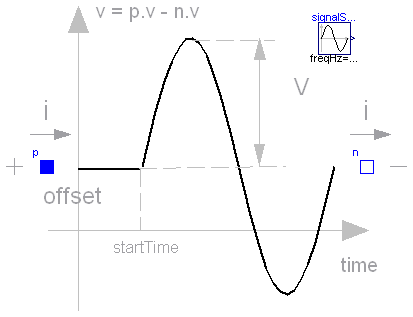 v = p.v - n.v
signalS...
freqHz=...
V
i
i
p
n
+
−
offset
startTime
time